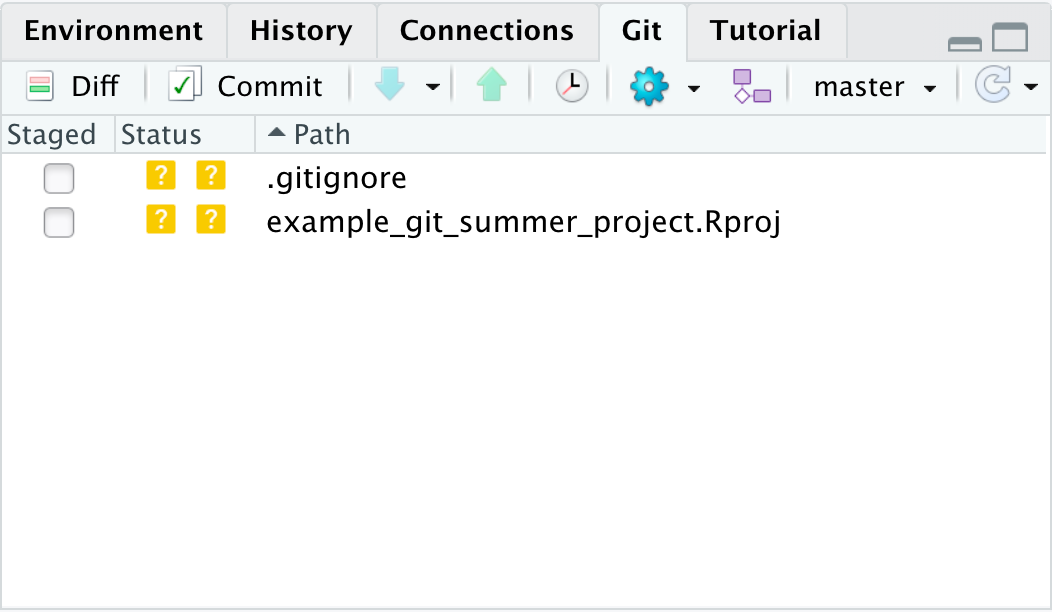 Environment History Connections Git Tutorial
Diff Commit master
Staged Status Path
? ? .gitignore
? ? example_git_summer_project.Rproj